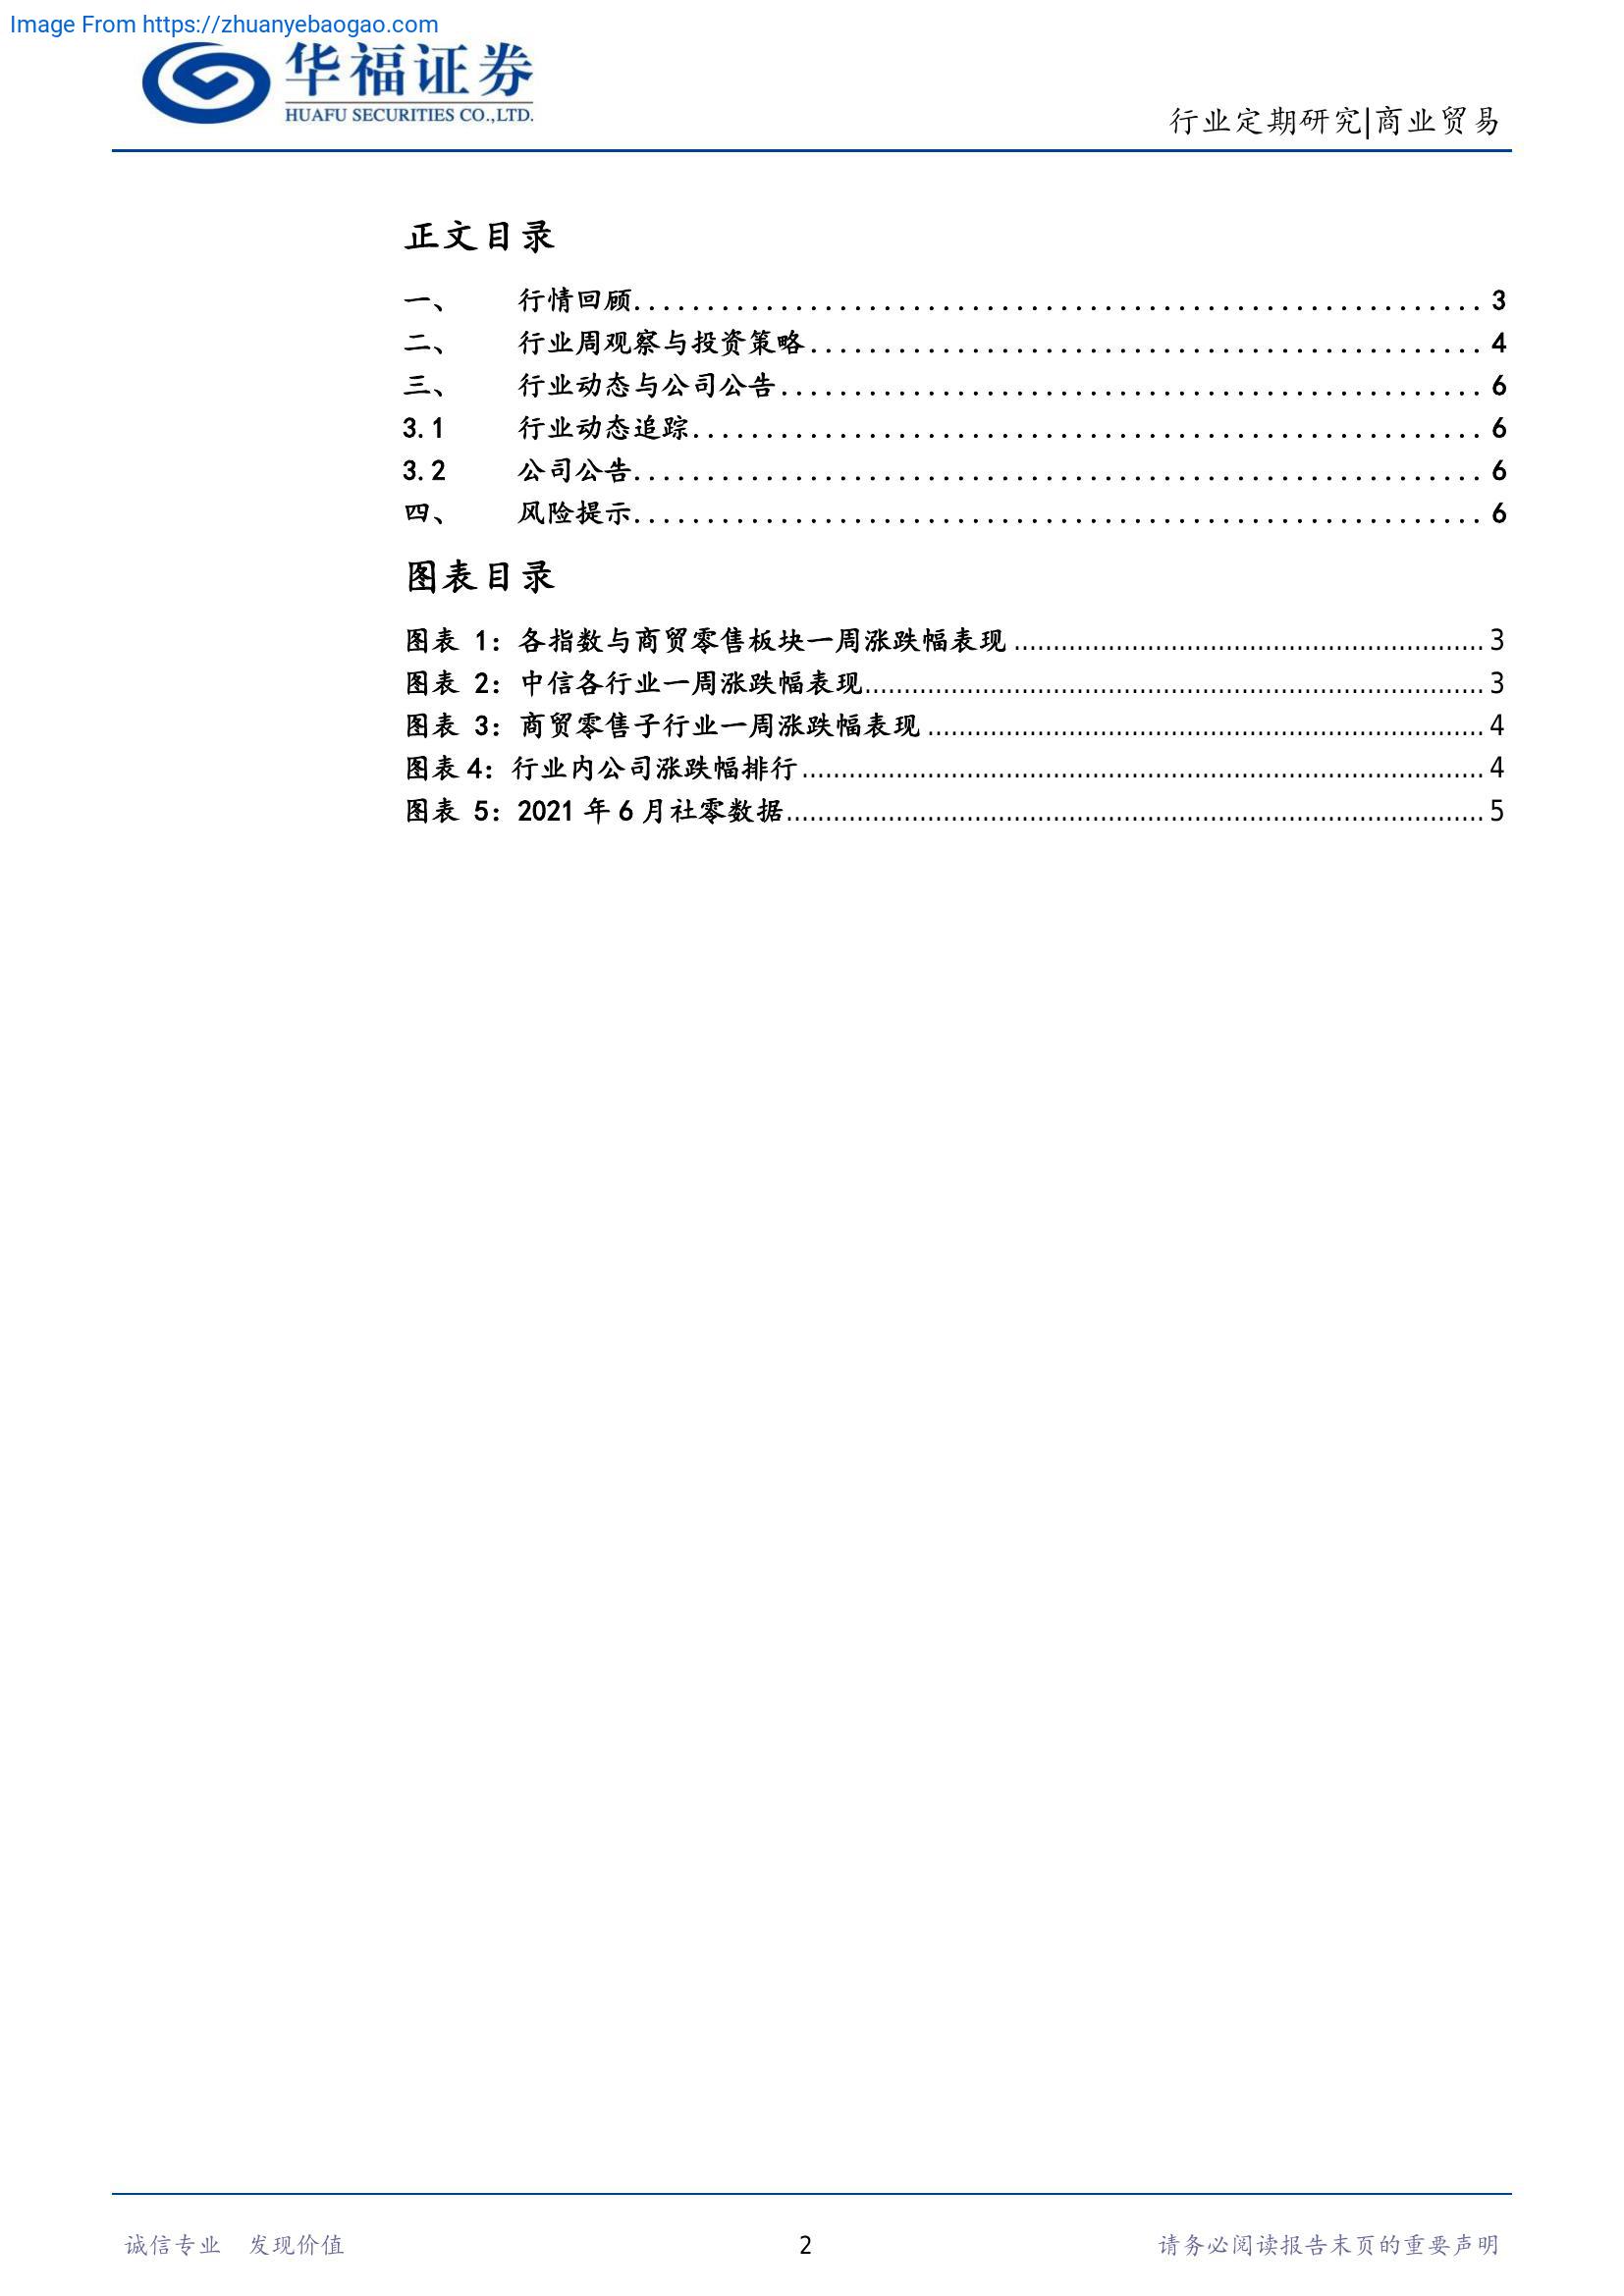 Image From https://zhuanyebaogao.com
华福证券
HUAFU SECURITIES CO.,LTD.
行业定期研究|商业贸易
正文目录
一、 行情回顾........................................................... 3
二、 行业周观察与投资策略............................................... 4
三、 行业动态与公司公告................................................. 6
3.1 行业动态追踪....................................................... 6
3.2 公司公告........................................................... 6
四、 风险提示........................................................... 6
图表目录
图表 1：各指数与商贸零售板块一周涨跌幅表现............................................................ 3
图表 2：中信各行业一周涨跌幅表现................................................................................ 3
图表 3：商贸零售子行业一周涨跌幅表现........................................................................ 4
图表4：行业内公司涨跌幅排行........................................................................................ 4
图表 5：2021 年 6 月社零数据.......................................................................................... 5
诚信专业 发现价值
2
请务必阅读报告末页的重要声明